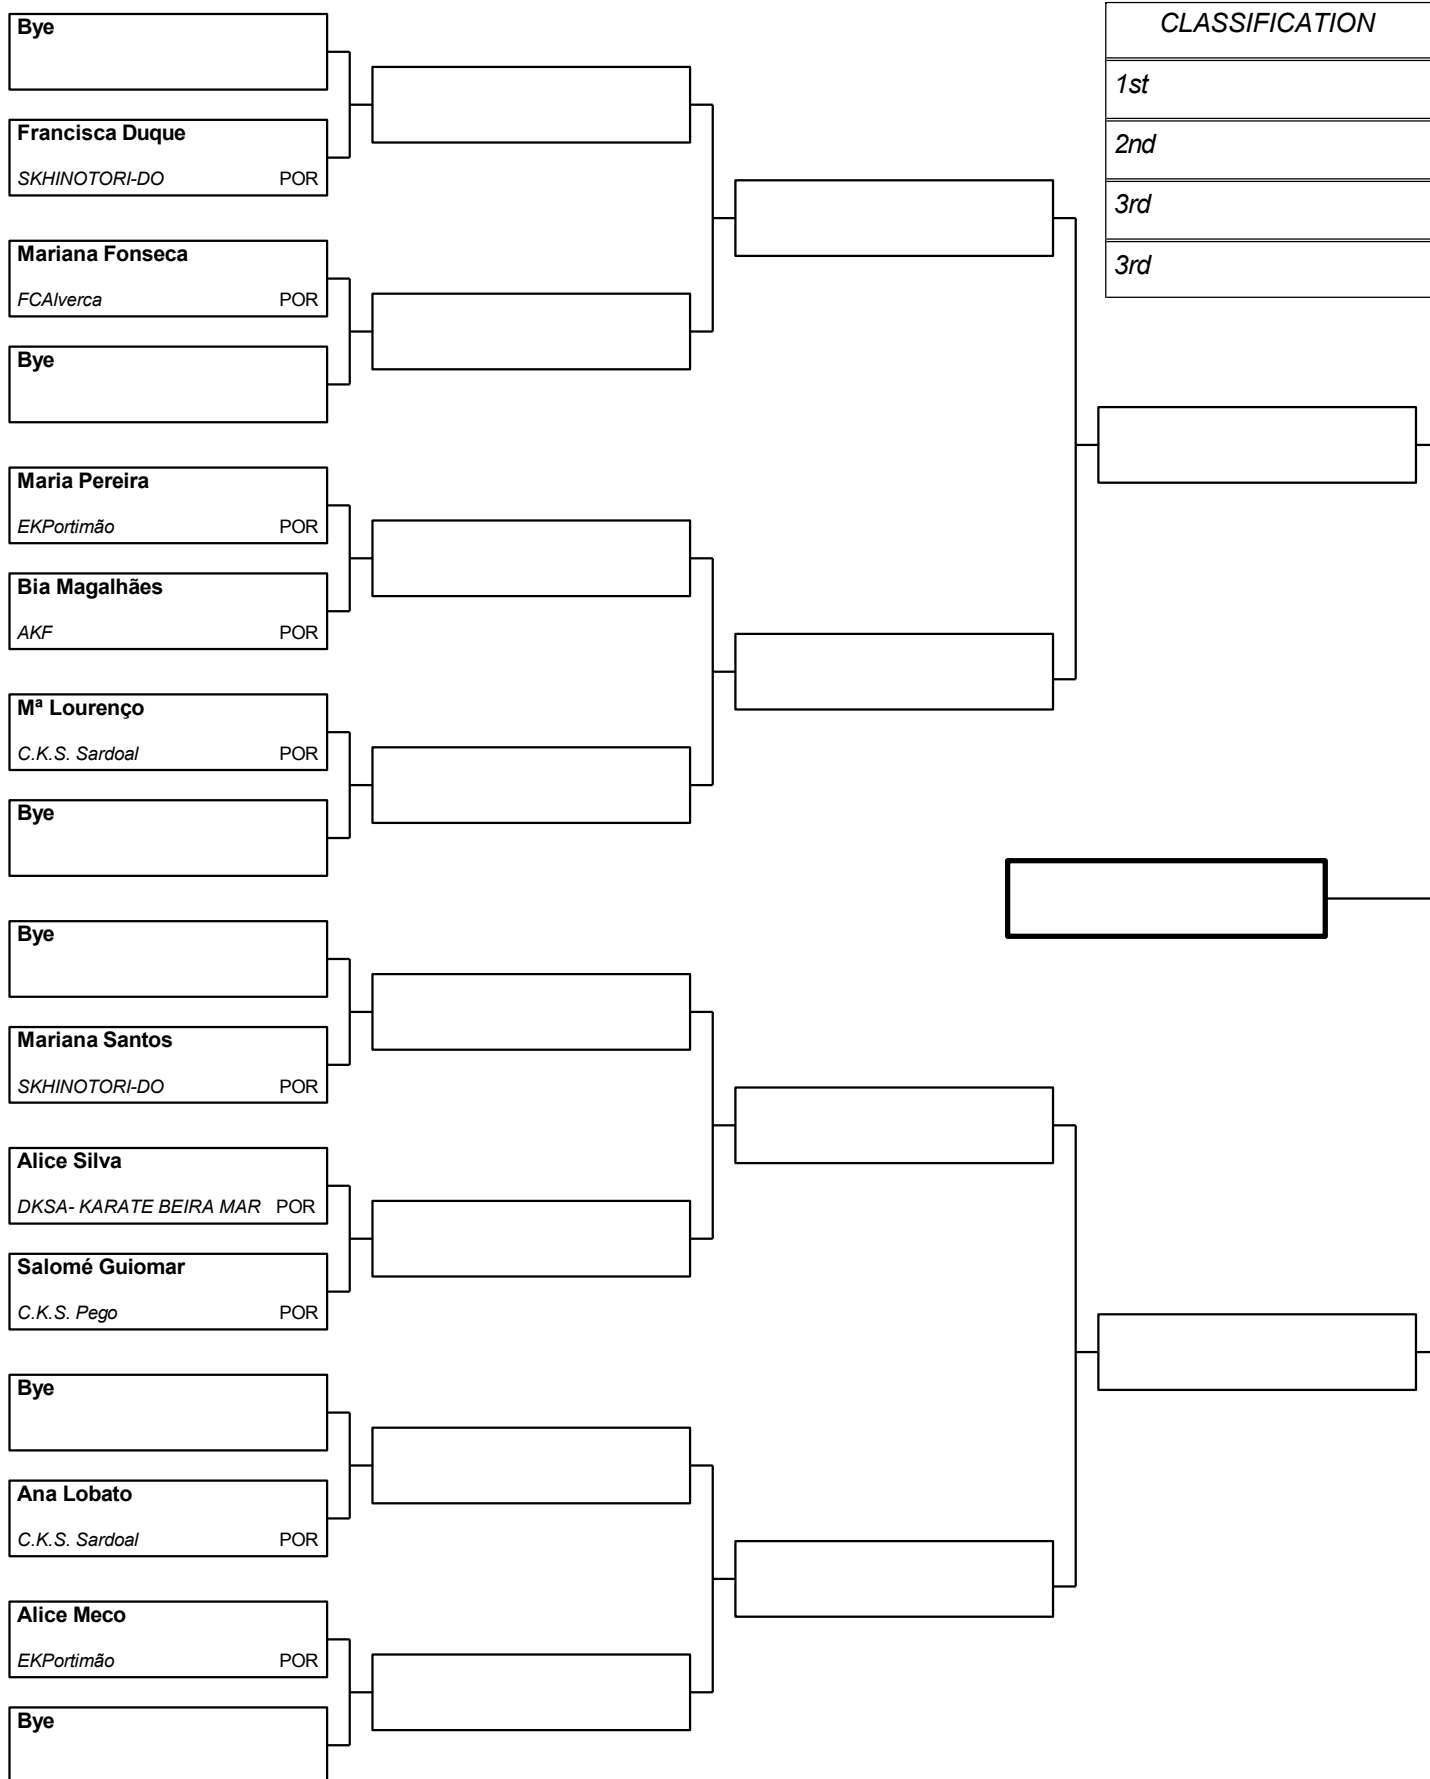 Bye
Francisca Duque
SKHINOTORI-DO POR
Mariana Fonseca
FCAlverca POR
Bye
Maria Pereira
EKPortimão POR
Bia Magalhães
AKF POR
Mª Lourenço
C.K.S. Sardoal POR
Bye
Bye
Mariana Santos
SKHINOTORI-DO POR
Alice Silva
DKSA- KARATE BEIRA MAR POR
Salomé Guiomar
C.K.S. Pego POR
Bye
Ana Lobato
C.K.S. Sardoal POR
Alice Meco
EKPortimão POR
Bye
CLASSIFICATION
1st
2nd
3rd
3rd